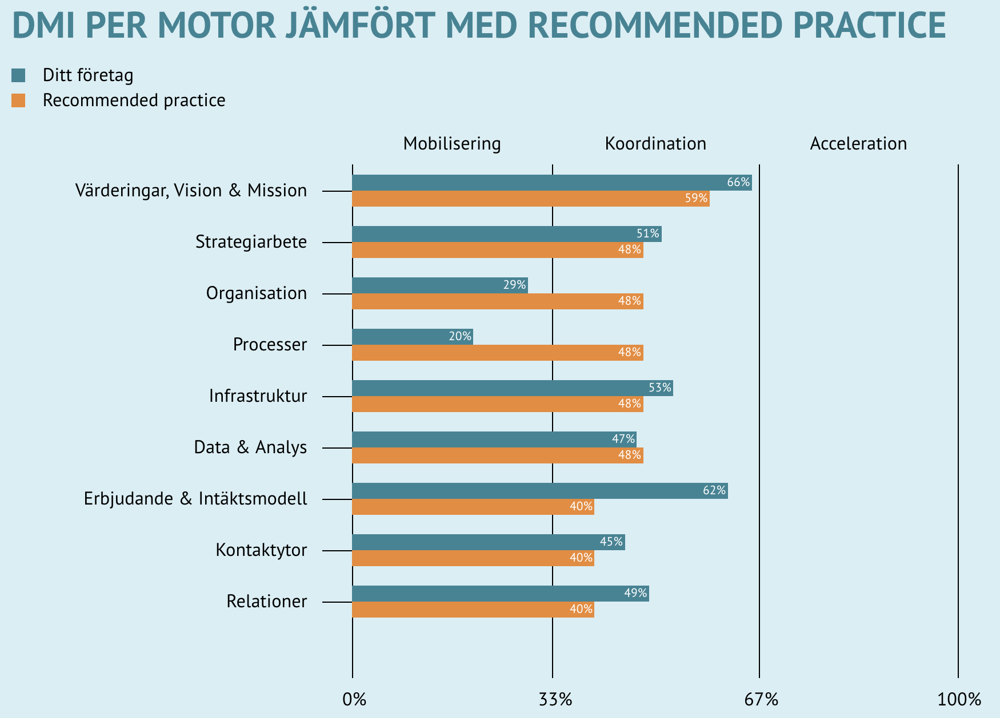 DMI PER MOTOR JÄMFÖRT MED RECOMMENDED PRACTICE
Ditt företag
Recommended practice
Mobilisering Koordination Acceleration
Värderingar, Vision & Mission
66%
59%
Strategiarbete
51%
48%
Organisation
29%
48%
Processer
20%
48%
Infrastruktur
53%
48%
Data & Analys
47%
48%
Erbjudande & Intäktsmodell
62%
40%
Kontaktytor
45%
40%
Relationer
49%
40%
0% 33% 67% 100%